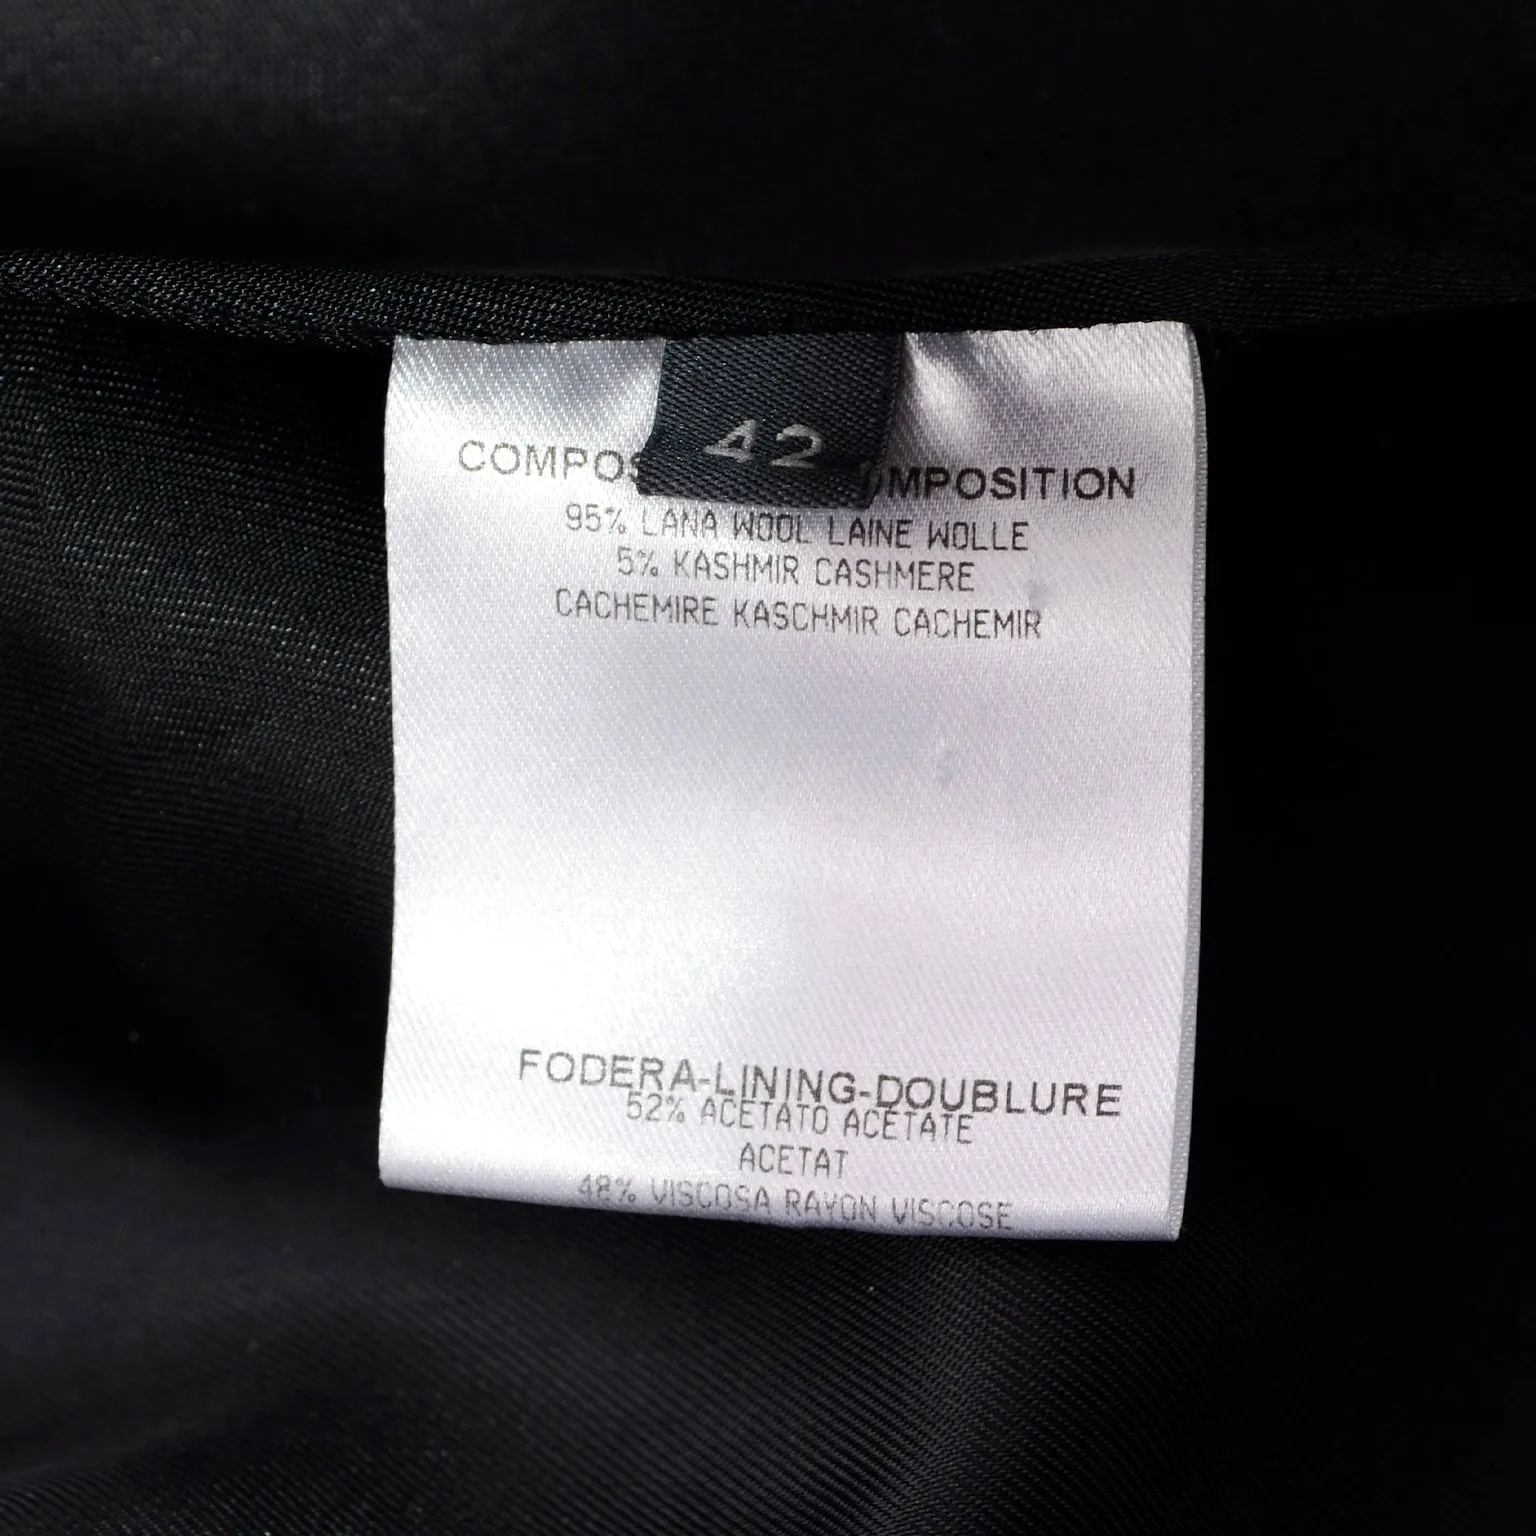 42
COMPOS MPOSITION
95% LANA WOOL LAINE WOLLE
5% KASHMIR CASHMERE
CACHEMIRE KASCHMIR CACHEMIR
FODERA-LINING-DOUBLURE
52% ACETATO ACETATE
ACETAT
48% VISCOSA RAYON VISCOSE